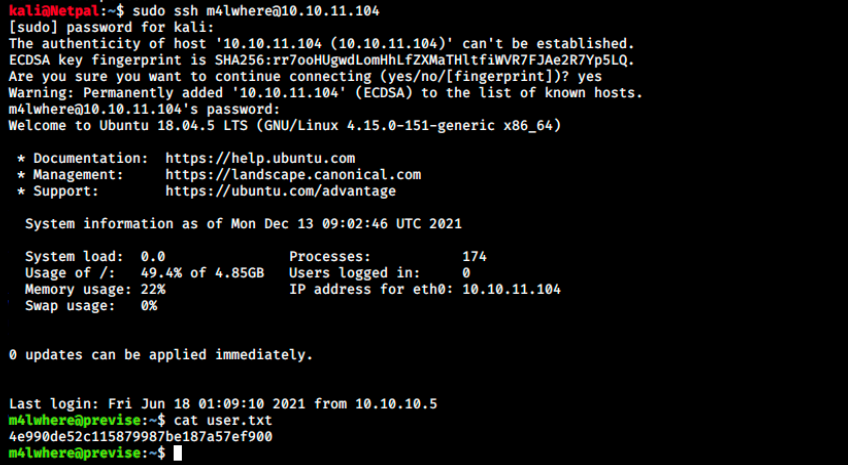 kali@Netpal:~$ sudo ssh m4lwhere@10.10.11.104
[sudo] password for kali:
The authenticity of host '10.10.11.104 (10.10.11.104)' can't be established.
ECDSA key fingerprint is SHA256:rr7ooHUgwdLomHhLfZXMaTHltfiWVR7FJAe2R7Yp5LQ.
Are you sure you want to continue connecting (yes/no/[fingerprint])? yes
Warning: Permanently added '10.10.11.104' (ECDSA) to the list of known hosts.
m4lwhere@10.10.11.104's password:
Welcome to Ubuntu 18.04.5 LTS (GNU/Linux 4.15.0-151-generic x86_64)
* Documentation:  https://help.ubuntu.com
* Management:     https://landscape.canonical.com
* Support:        https://ubuntu.com/advantage
System information as of Mon Dec 13 09:02:46 UTC 2021
System load:  0.0               Processes:             174
Usage of /:   49.4% of 4.85GB   Users logged in:       0
Memory usage: 22%               IP address for eth0: 10.10.11.104
Swap usage:   0%
0 updates can be applied immediately.
Last login: Fri Jun 18 01:09:10 2021 from 10.10.10.5
m4lwhere@previse:~$ cat user.txt
4e990de52c115879987be187a57ef900
m4lwhere@previse:~$